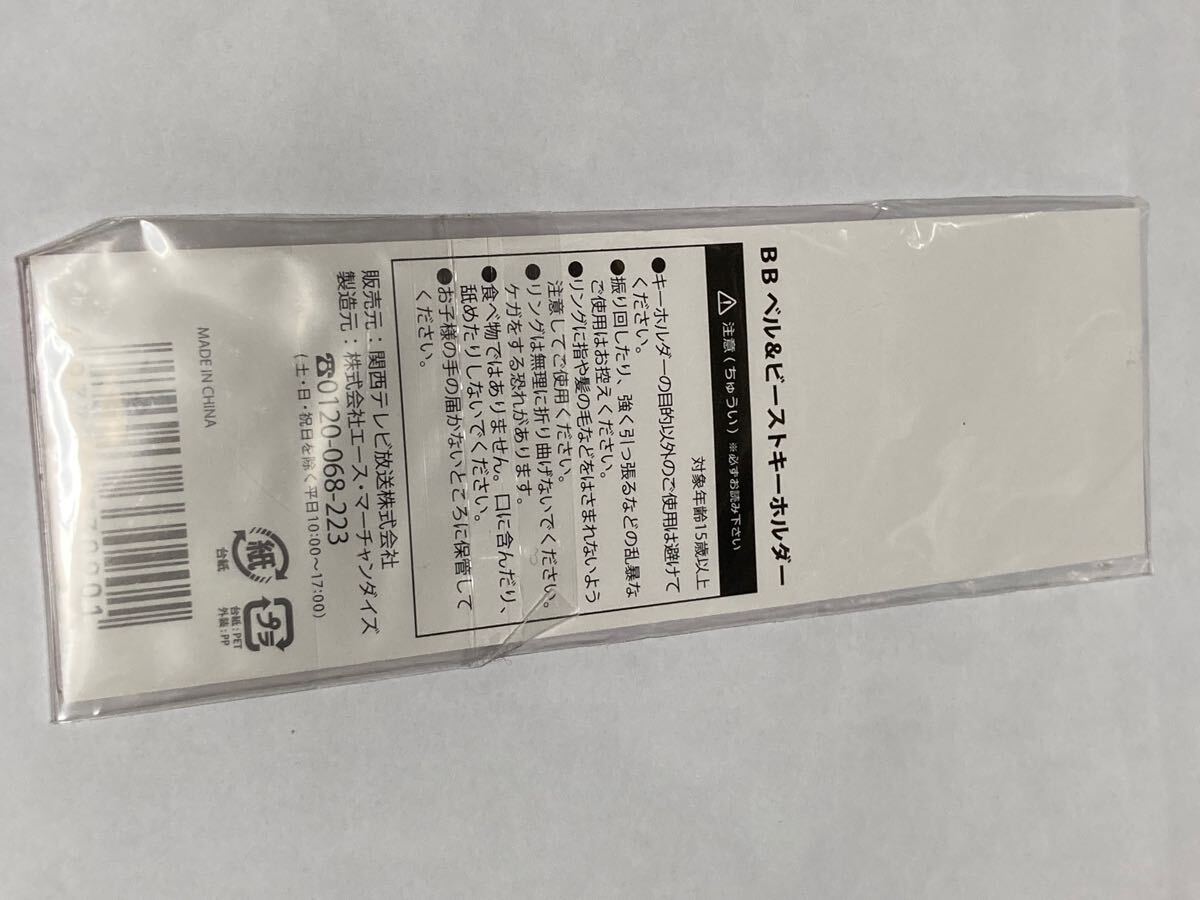 BB ベル&ビーストキーホルダー
注意(ちゅうい) ※必ずお読み下さい
対象年齢15歳以上
●キーホルダーの目的以外のご使用は避けて
ください。
●振り回したり、強く引っ張るなどの乱暴な
ご使用はお控えください。
●リングに指や髪の毛などをはさまれないよう
注意してご使用ください。
●リングは無理に折り曲げないでください。
ケガをする恐れがあります。
●食べ物ではありません。口に含んだり、
舐めたりしないでください。
●お子様の手の届かないところに保管して
ください。
販売元:関西テレビ放送株式会社
製造元:株式会社エース・マーチャンダイズ
☎0120-068-223
(土・日・祝日を除く平日10:00〜17:00)
MADE IN CHINA
紙
台紙
プラ
台紙:PET
外装:PP